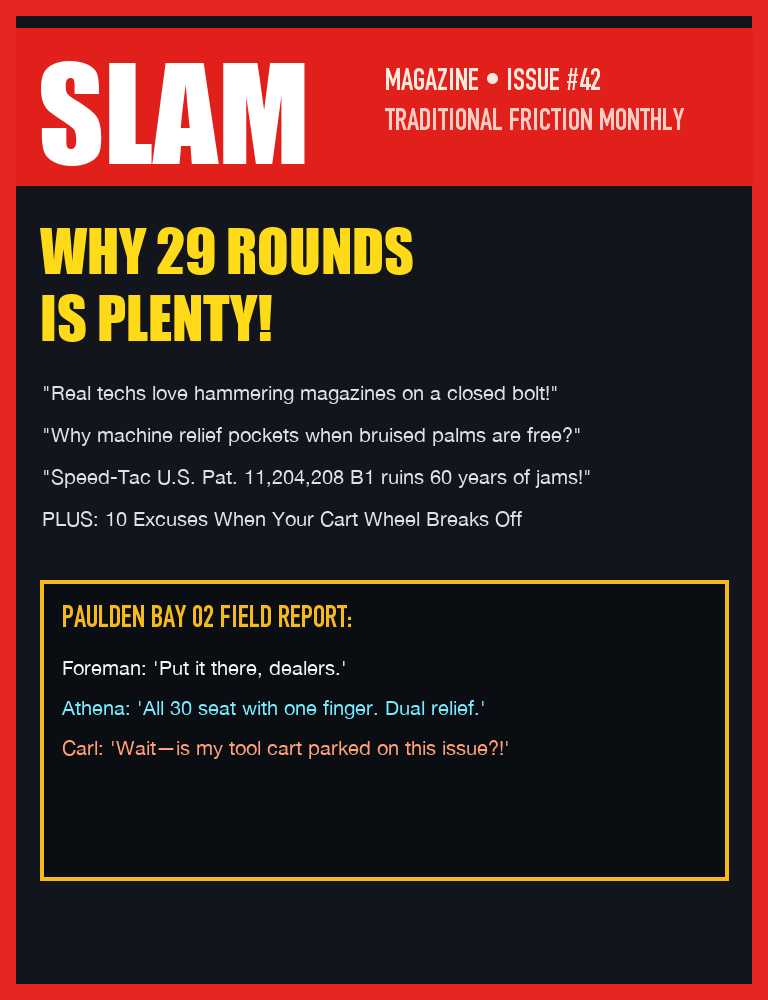 SLAM
MAGAZINE • ISSUE #42
TRADITIONAL FRICTION MONTHLY
WHY 29 ROUNDS
IS PLENTY!
"Real techs love hammering magazines on a closed bolt!"
"Why machine relief pockets when bruised palms are free?"
"Speed-Tac U.S. Pat. 11,204,208 B1 ruins 60 years of jams!"
PLUS: 10 Excuses When Your Cart Wheel Breaks Off
PAULDEN BAY 02 FIELD REPORT:
Foreman: 'Put it there, dealers.'
Athena: 'All 30 seat with one finger. Dual relief.'
Carl: 'Wait—is my tool cart parked on this issue?!'